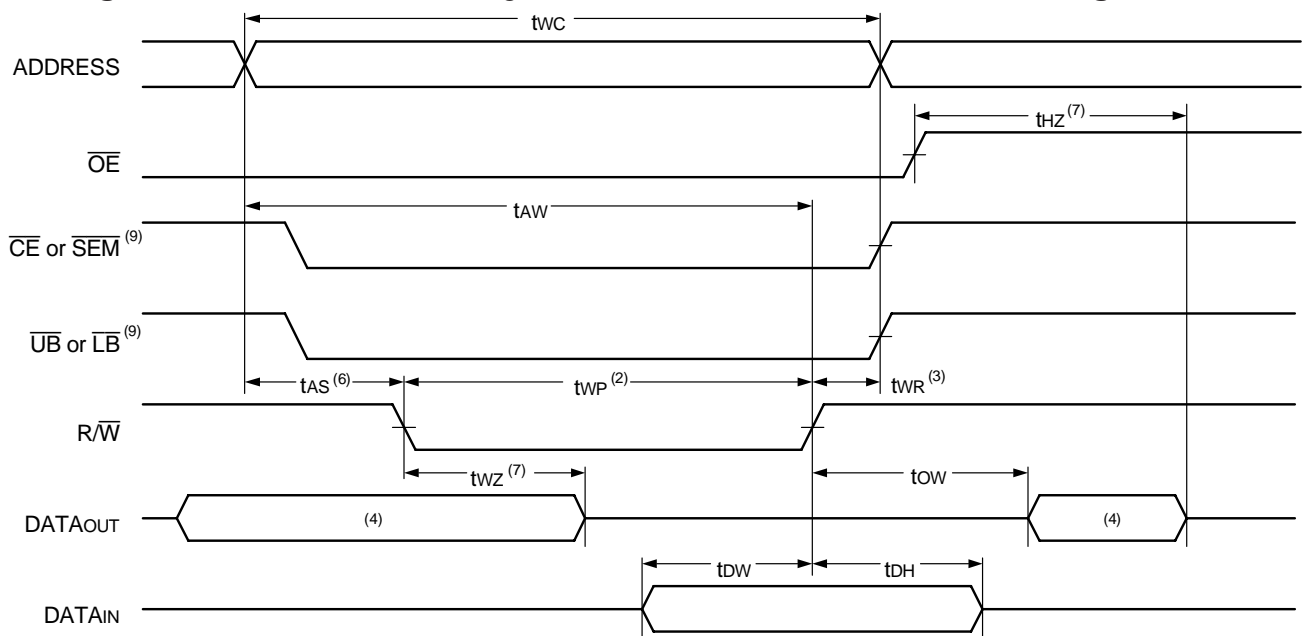 tWC
ADDRESS
tHZ (7)
OE
tAW
CE or SEM (9)
UB or LB (9)
tAS (6)
tWP (2)
tWR (3)
R/W
tWZ (7)
tOW
DATAOUT
(4)
(4)
tDW
tDH
DATAIN